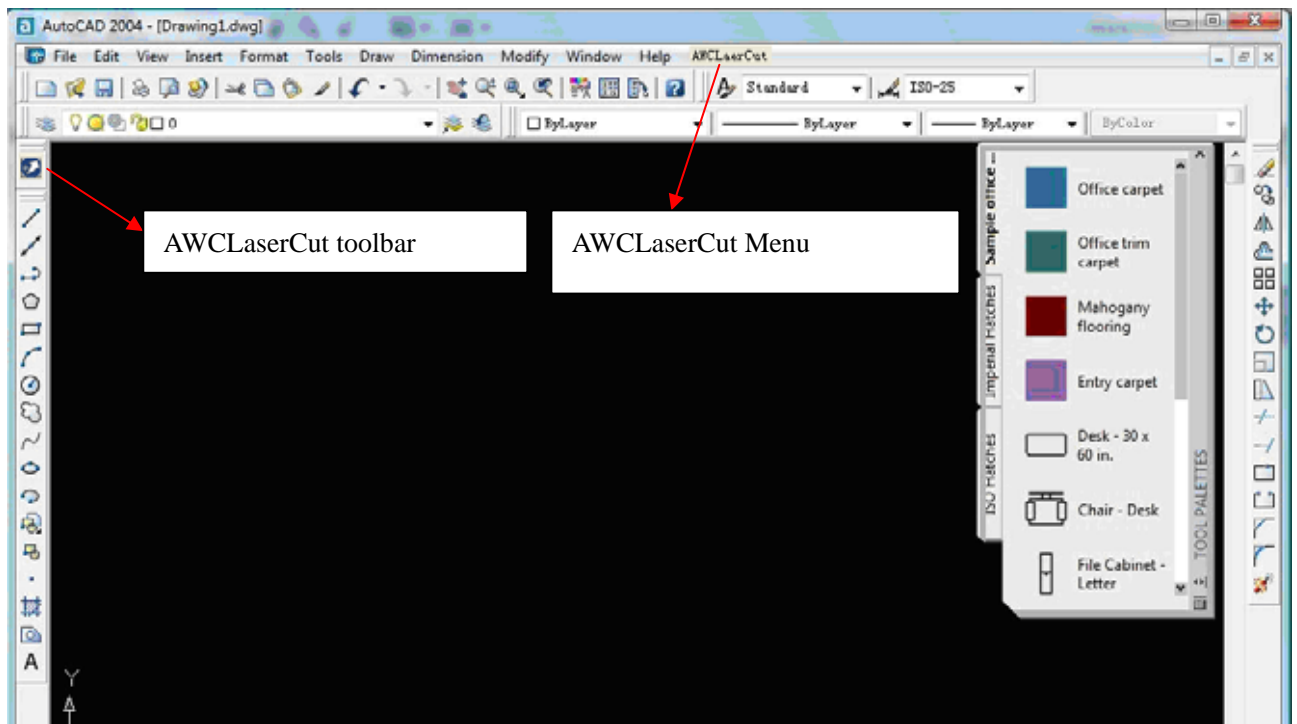 AutoCAD 2004 - [Drawing1.dwg]
File Edit View Insert Format Tools Draw Dimension Modify Window Help AWCLaserCut
Standard ISO-25
0 ByLayer ByLayer ByLayer ByColor
AWCLaserCut toolbar
AWCLaserCut Menu
Sample office ...
Imperial Hatches
ISO Hatches
Office carpet
Office trim
carpet
Mahogany
flooring
Entry carpet
Desk - 30 x
60 in.
Chair - Desk
File Cabinet -
Letter
TOOL PALETTES
A
Y